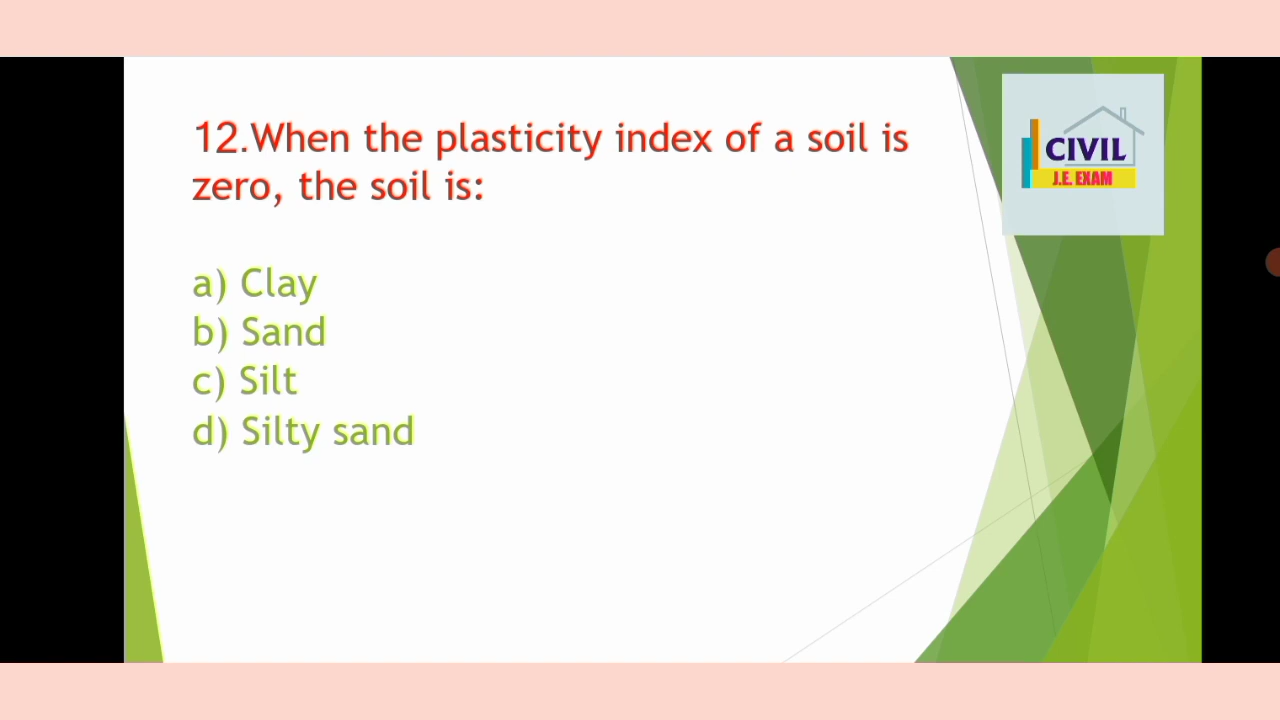 12.When the plasticity index of a soil is
zero, the soil is:
a) Clay
b) Sand
c) Silt
d) Silty sand
CIVIL
J.E. EXAM